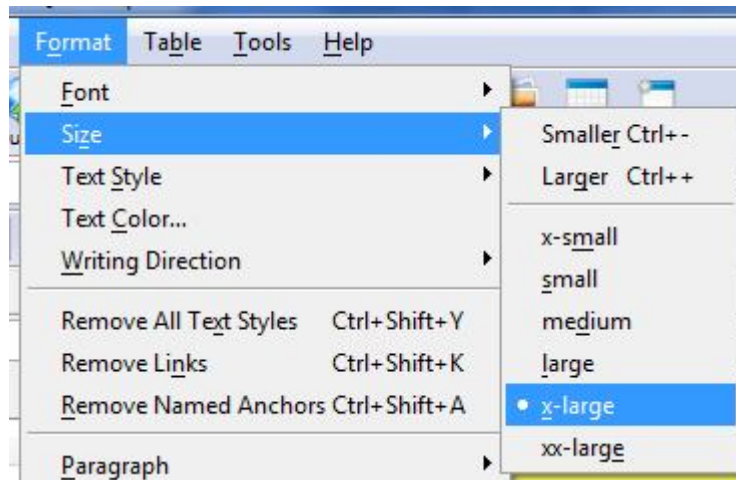 Format Table Tools Help
Font
Size
Text Style
Text Color...
Writing Direction
Remove All Text Styles Ctrl+Shift+Y
Remove Links Ctrl+Shift+K
Remove Named Anchors Ctrl+Shift+A
Paragraph
Smaller Ctrl+-
Larger Ctrl++
x-small
small
medium
large
x-large
xx-large